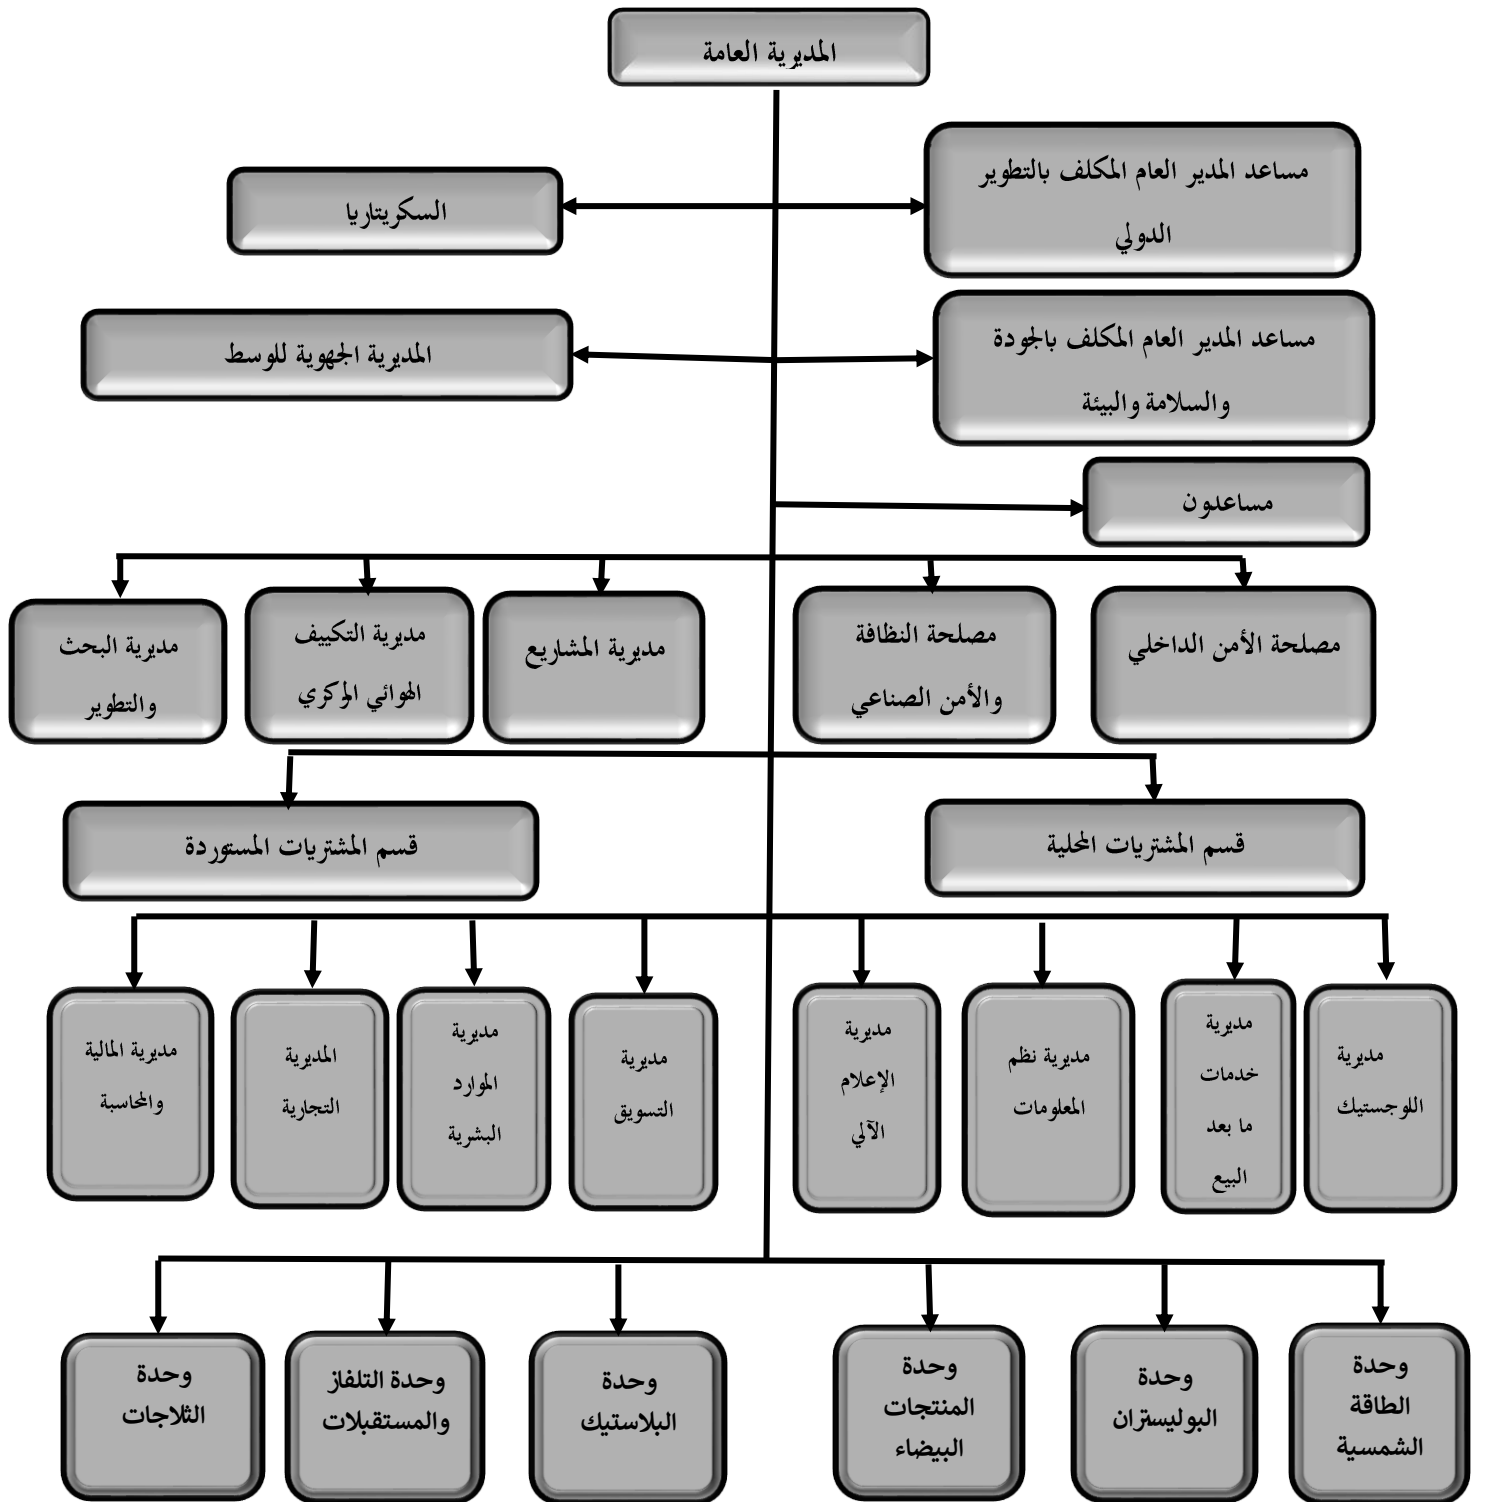 المديرية العامة
مساعد المدير العام المكلف بالتطوير
الدولي
السكريتاريا
مساعد المدير العام المكلف بالجودة
والسلامة والبيئة
المديرية الجهوية للوسط
مساعدون
مصلحة الأمن الداخلي
مصلحة النظافة
والأمن الصناعي
مديرية المشاريع
مديرية التكييف
الهوائي المركزي
مديرية البحث
والتطوير
قسم المشتريات المحلية
قسم المشتريات المستوردة
مديرية
اللوجستيك
مديرية
خدمات
ما بعد
البيع
مديرية نظم
المعلومات
مديرية
الإعلام
الآلي
مديرية
التسويق
مديرية
الموارد
البشرية
المديرية
التجارية
مديرية المالية
والمحاسبة
وحدة
الطاقة
الشمسية
وحدة
البوليستران
وحدة
المنتجات
البيضاء
وحدة
البلاستيك
وحدة التلفاز
والمستقبلات
وحدة
الثلاجات